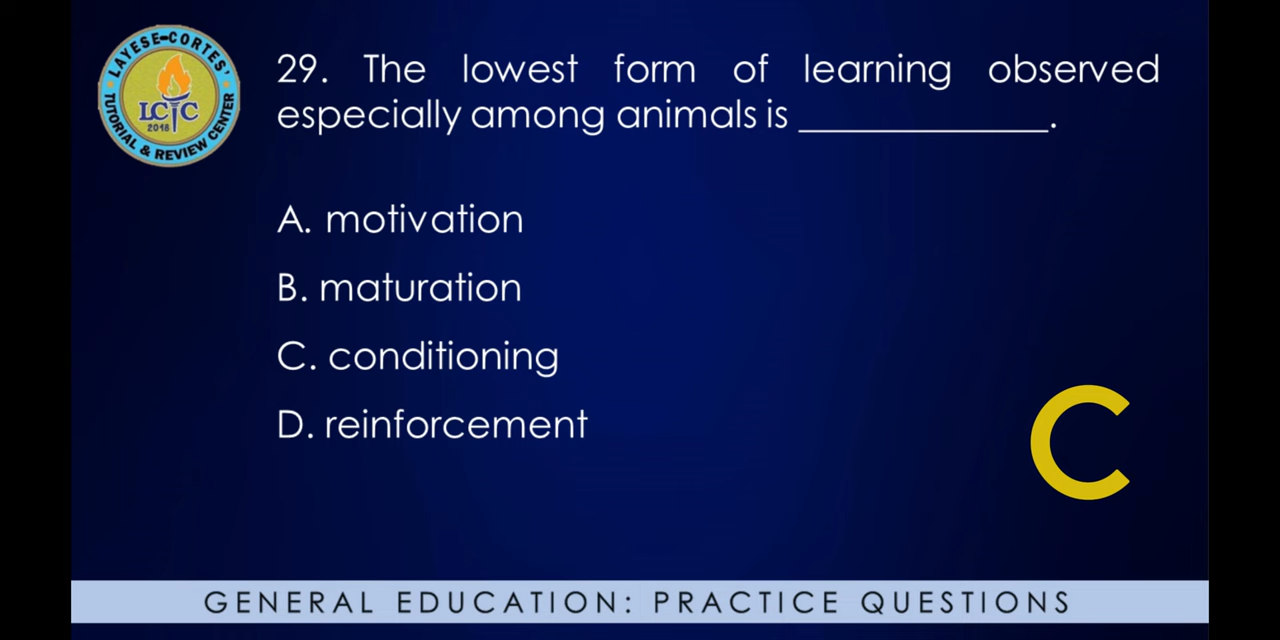 LAYESE-CORTES'
LCTC
2018
TUTORIAL & REVIEW CENTER
29. The lowest form of learning observed
especially among animals is _____________.
A. motivation
B. maturation
C. conditioning
D. reinforcement
C
GENERAL EDUCATION: PRACTICE QUESTIONS